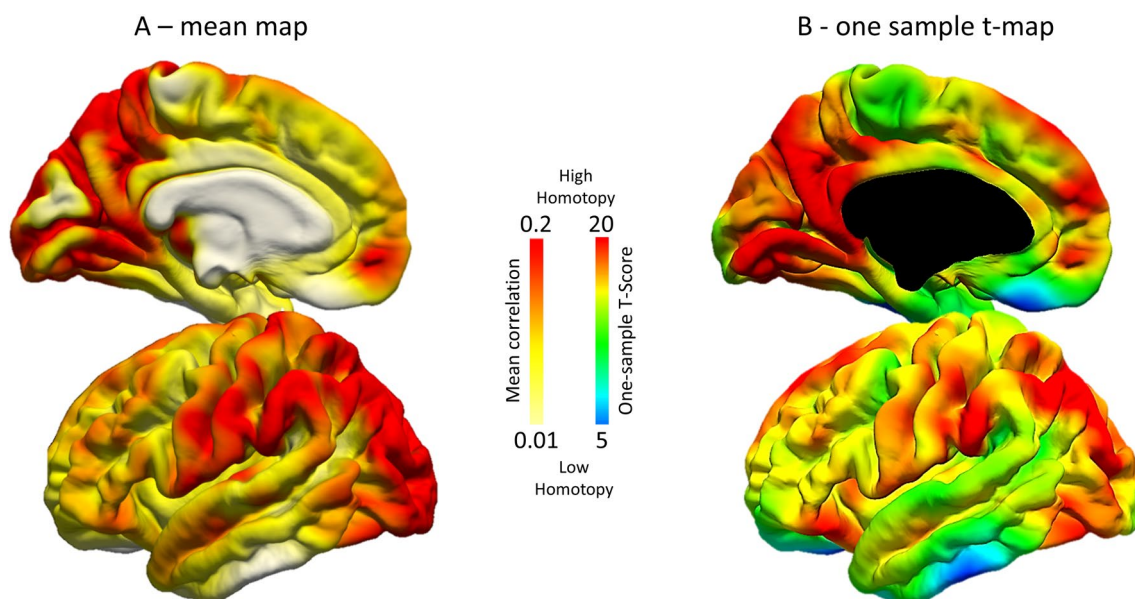 A – mean map
B - one sample t-map
High
Homotopy
0.2 20
Mean correlation
One-sample T-Score
0.01 5
Low
Homotopy